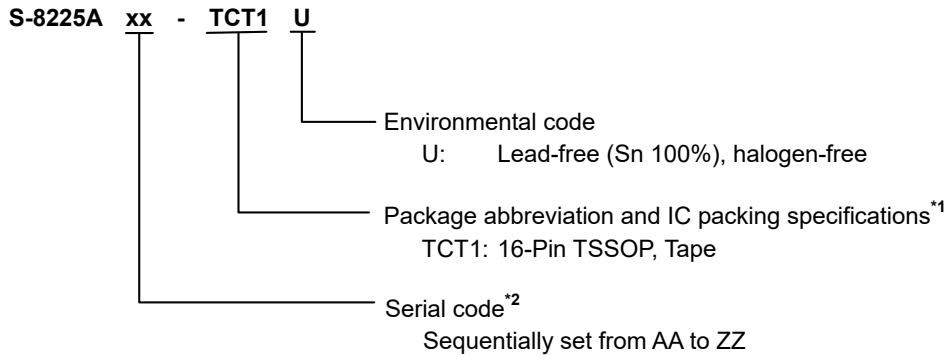 S-8225A xx - TCT1 U
Environmental code
U: Lead-free (Sn 100%), halogen-free
Package abbreviation and IC packing specifications*1
TCT1: 16-Pin TSSOP, Tape
Serial code*2
Sequentially set from AA to ZZ